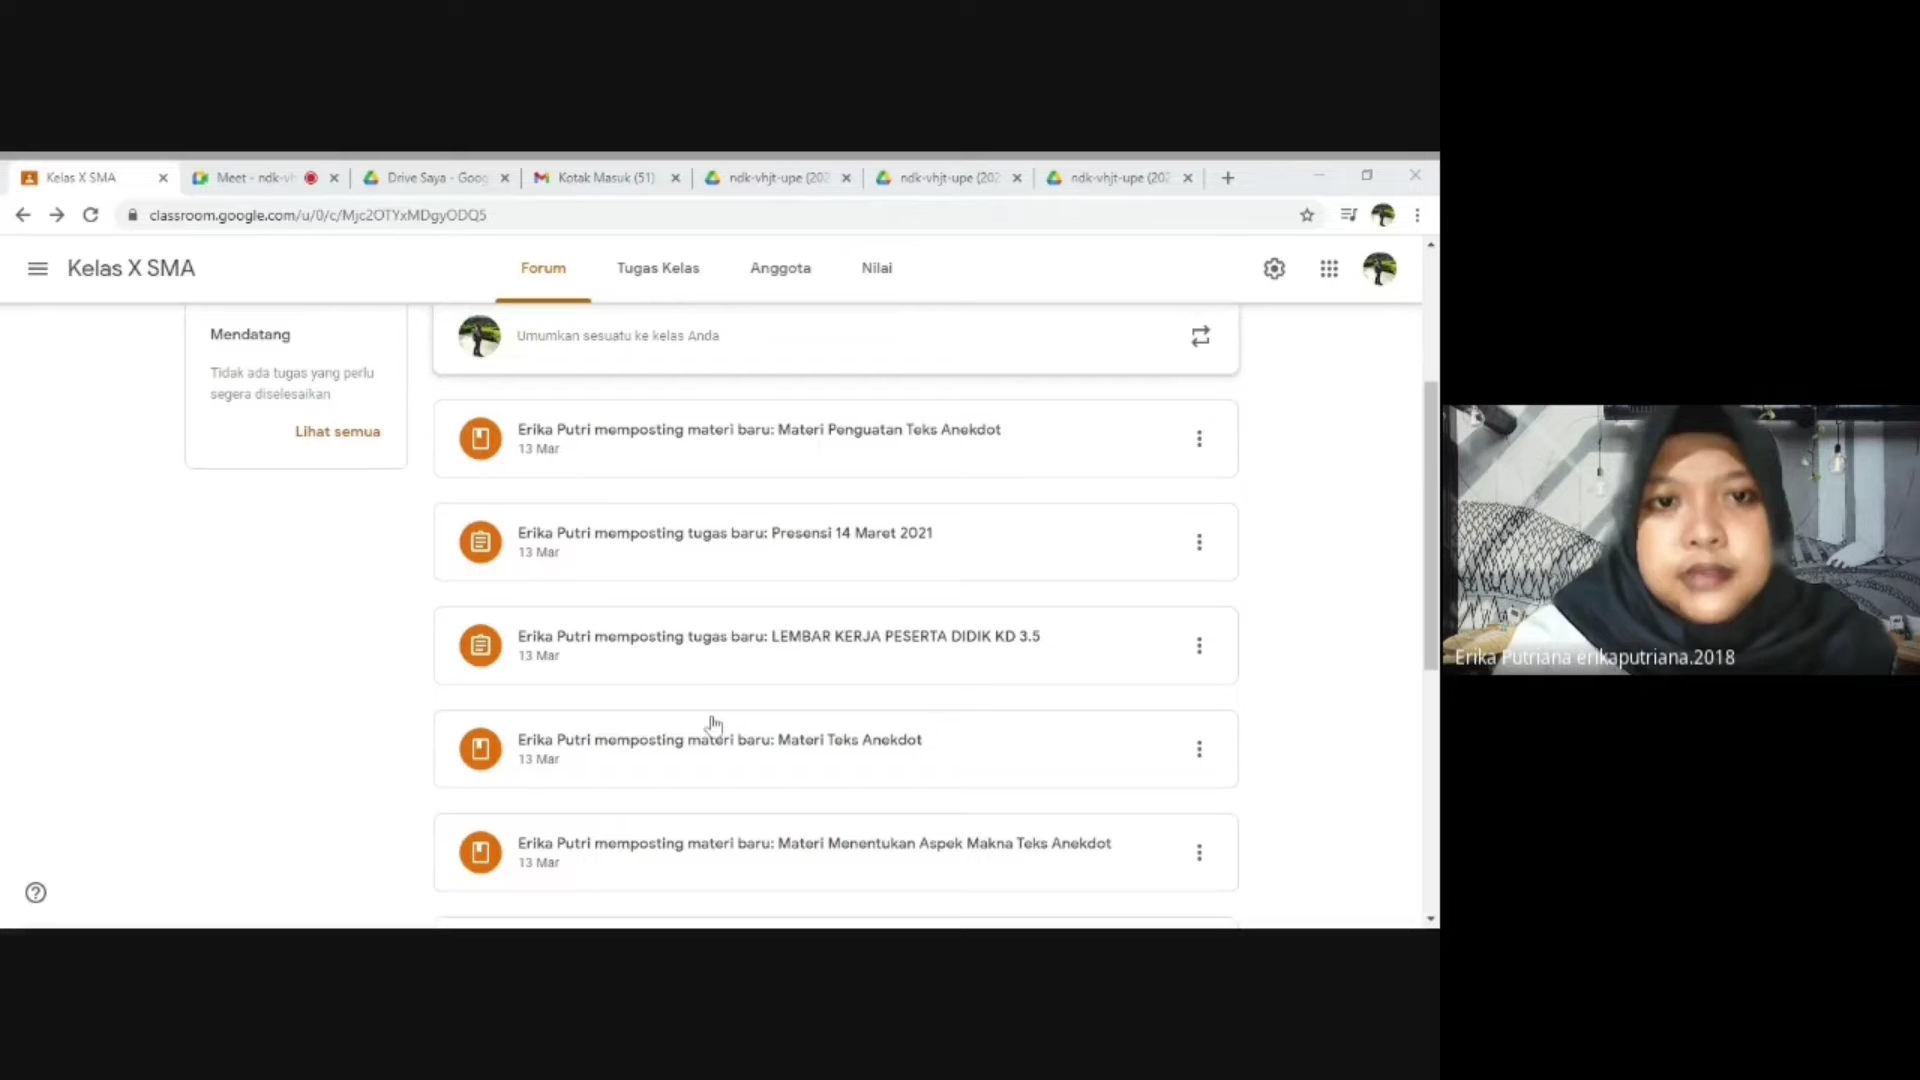 Kelas X SMA
Meet - ndk-vh
Drive Saya - Goog
Kotak Masuk (51)
ndk-vhjt-upe (202
ndk-vhjt-upe (202
ndk-vhjt-upe (202
classroom.google.com/u/0/c/Mjc2OTYxMDgyODQ5
Kelas X SMA
Forum
Tugas Kelas
Anggota
Nilai
Mendatang
Tidak ada tugas yang perlu
segera diselesaikan
Lihat semua
Umumkan sesuatu ke kelas Anda
Erika Putri memposting materi baru: Materi Penguatan Teks Anekdot
13 Mar
Erika Putri memposting tugas baru: Presensi 14 Maret 2021
13 Mar
Erika Putri memposting tugas baru: LEMBAR KERJA PESERTA DIDIK KD 3.5
13 Mar
Erika Putri memposting materi baru: Materi Teks Anekdot
13 Mar
Erika Putri memposting materi baru: Materi Menentukan Aspek Makna Teks Anekdot
13 Mar
Erika Putriana erikaputriana.2018